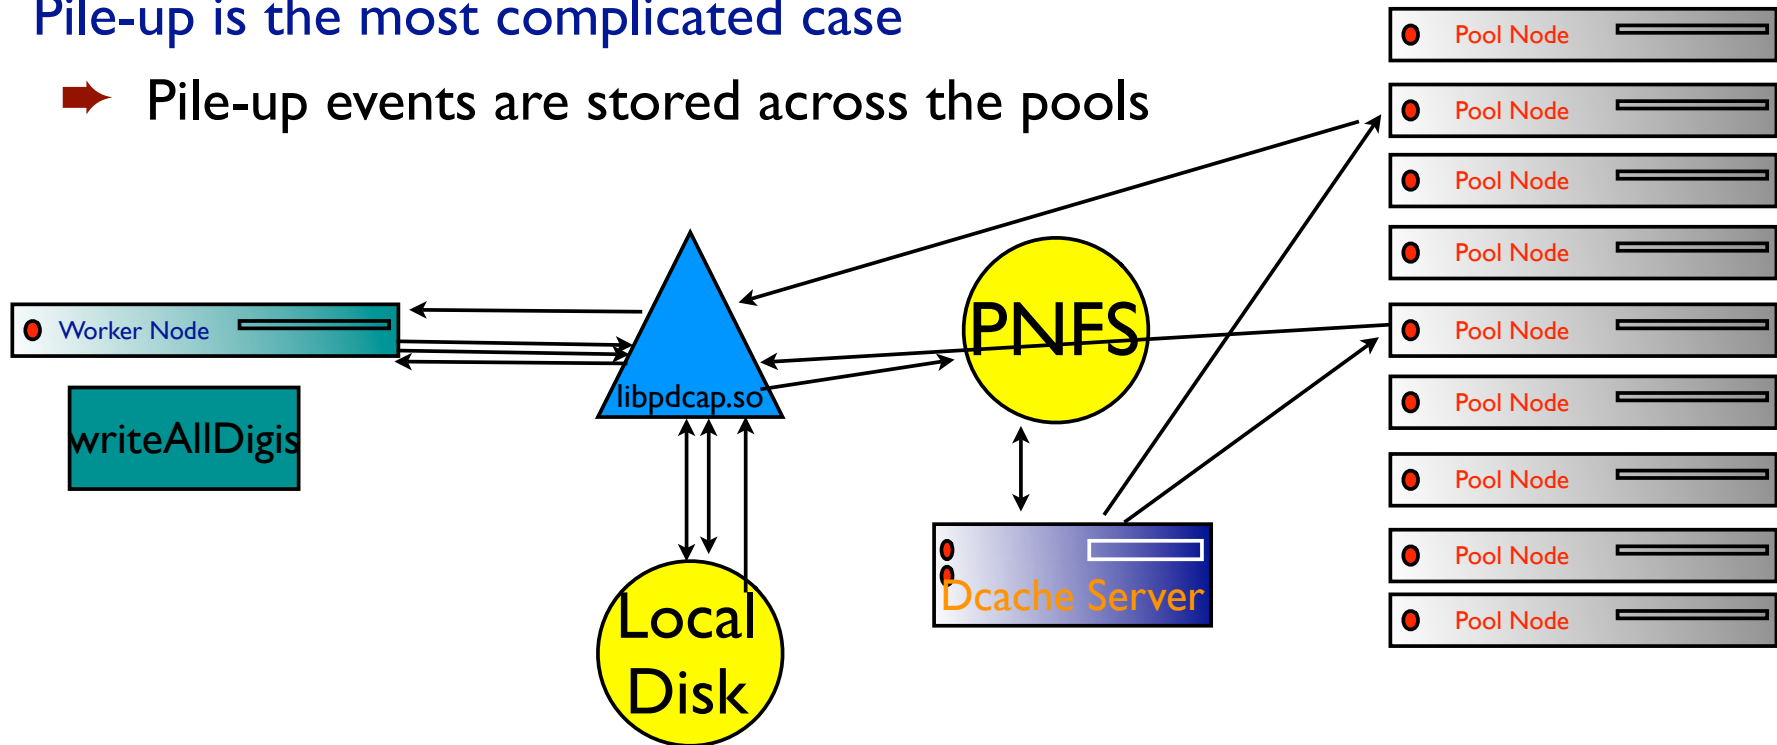 Pile-up is the most complicated case
Pile-up events are stored across the pools
Pool Node
Pool Node
Pool Node
Pool Node
Pool Node
Pool Node
Pool Node
Pool Node
Pool Node
Worker Node
writeAllDigis
libpdcap.so
PNFS
Dcache Server
Local
Disk